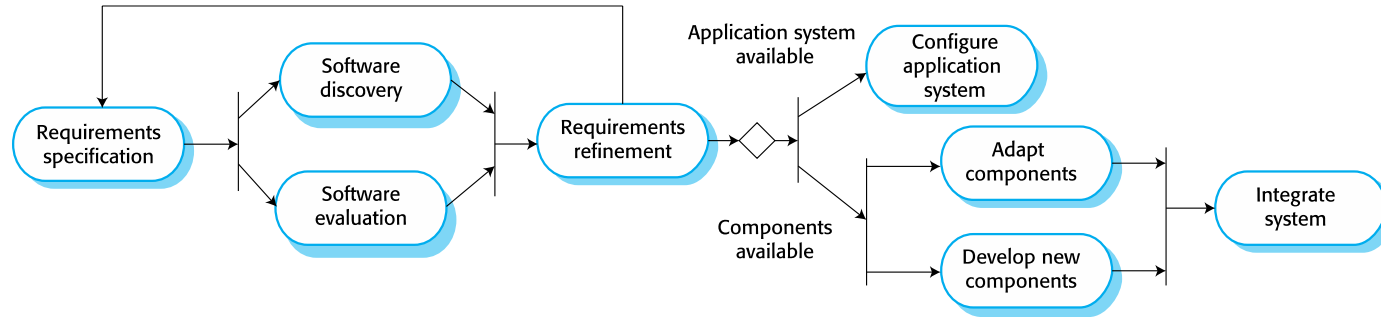 Requirements
specification
Software
discovery
Software
evaluation
Requirements
refinement
Application system
available
Configure
application
system
Components
available
Adapt
components
Develop new
components
Integrate
system